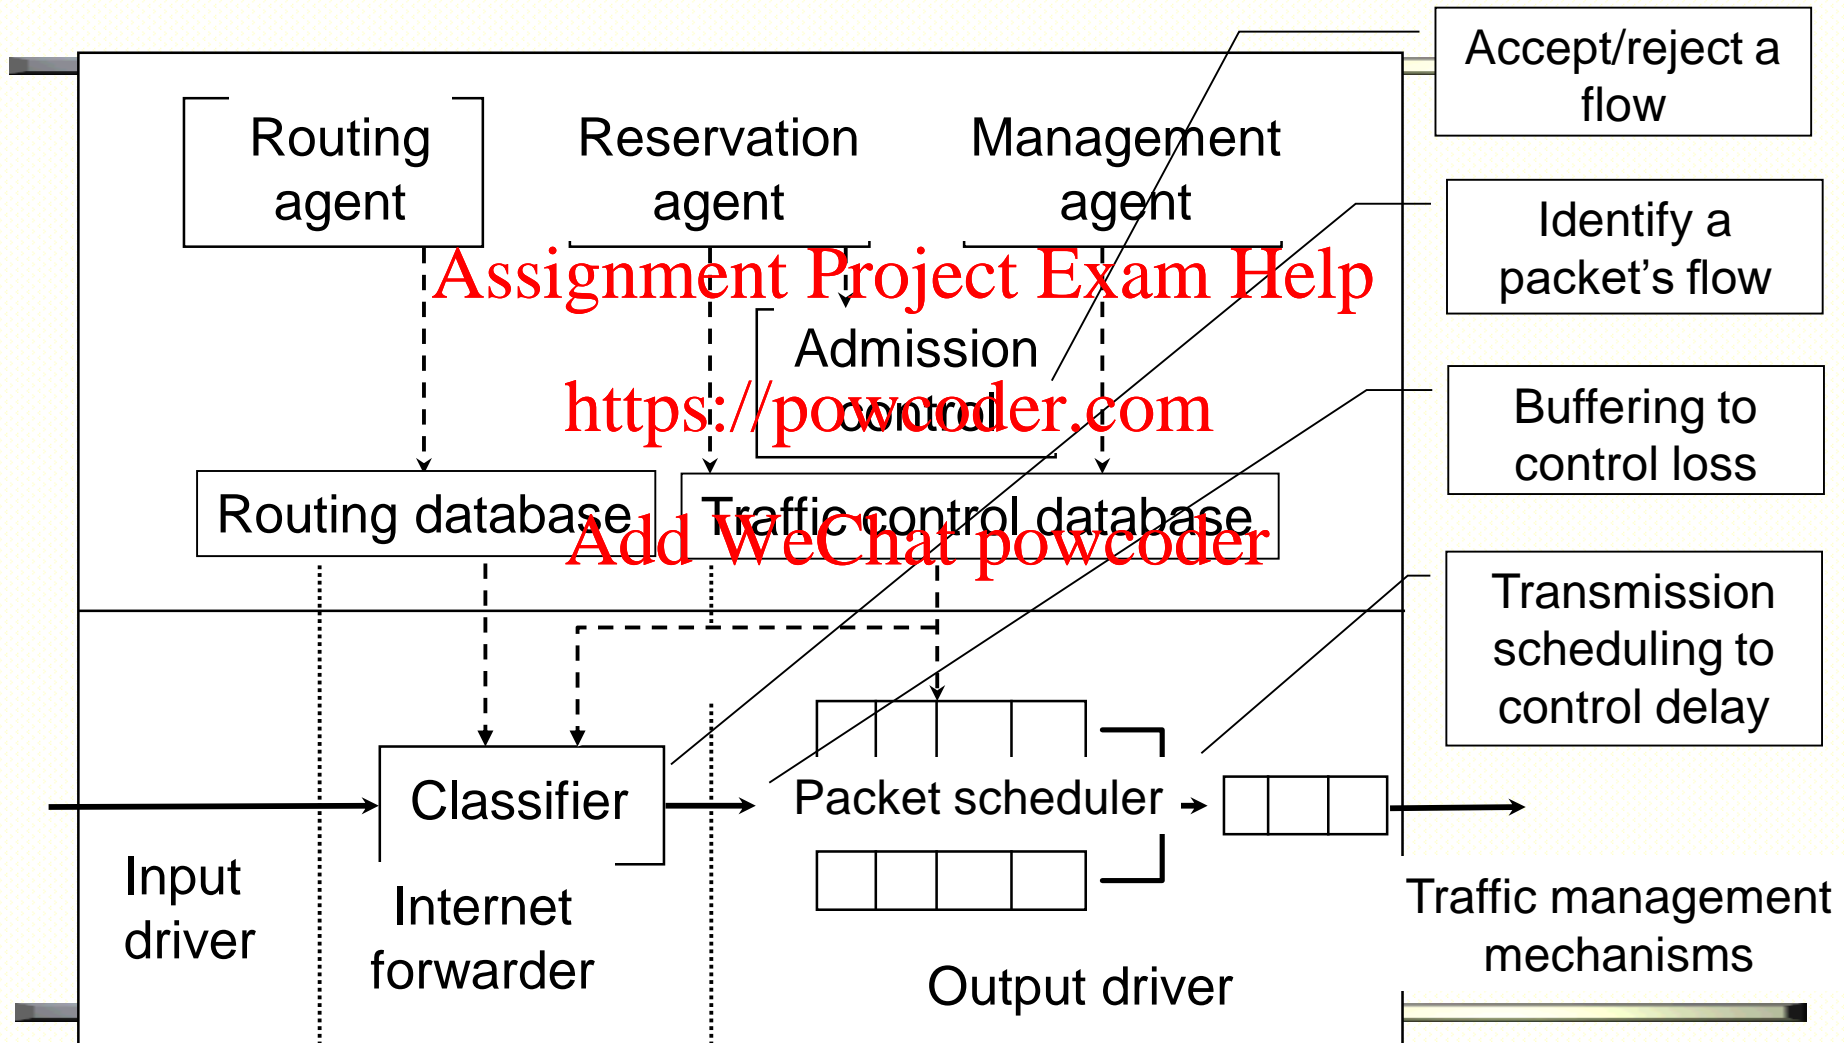 Accept/reject a
flow
Routing
agent
Reservation
agent
Management
agent
Identify a
packet's flow
Assignment Project Exam Help
Admission
control
https://powcoder.com
Buffering to
control loss
Routing database
Traffic control database
Add WeChat powcoder
Transmission
scheduling to
control delay
Classifier
Packet scheduler
Input
driver
Internet
forwarder
Output driver
Traffic management
mechanisms